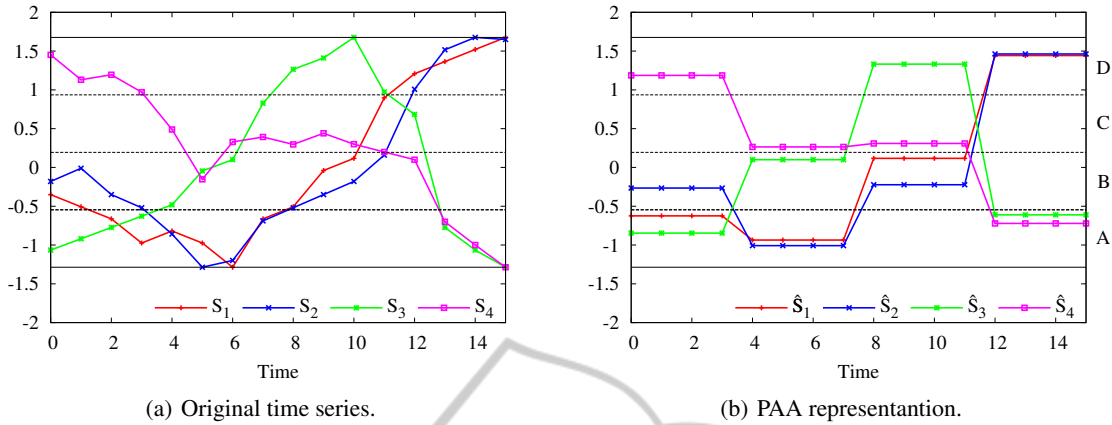 2
1.5
1
0.5
0
-0.5
-1
-1.5
-2
0 2 4 6 8 10 12 14
Time
S1 S2 S3 S4
(a) Original time series.
2
1.5
1
0.5
0
-0.5
-1
-1.5
-2
0 2 4 6 8 10 12 14
Time
Ŝ1 Ŝ2 Ŝ3 Ŝ4
D
C
B
A
(b) PAA representantion.